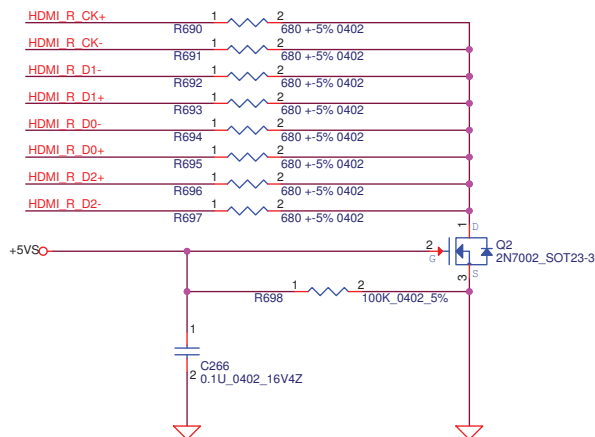 HDMI_R_CK+
R690 1 2 680 +-5% 0402
HDMI_R_CK-
R691 1 2 680 +-5% 0402
HDMI_R_D1-
R692 1 2 680 +-5% 0402
HDMI_R_D1+
R693 1 2 680 +-5% 0402
HDMI_R_D0-
R694 1 2 680 +-5% 0402
HDMI_R_D0+
R695 1 2 680 +-5% 0402
HDMI_R_D2+
R696 1 2 680 +-5% 0402
HDMI_R_D2-
R697 1 2 680 +-5% 0402
1 D
+5VS
2 G
Q2
2N7002_SOT23-3
3 S
R698 1 2 100K_0402_5%
1
C266
2 0.1U_0402_16V4Z